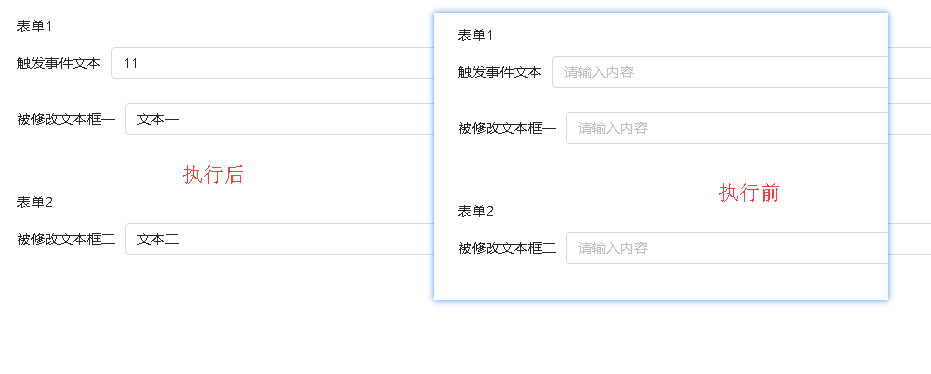 表单1
触发事件文本 11
被修改文本框一 文本一
执行后
表单2
被修改文本框二 文本二
表单1
触发事件文本 请输入内容
被修改文本框一 请输入内容
执行前
表单2
被修改文本框二 请输入内容